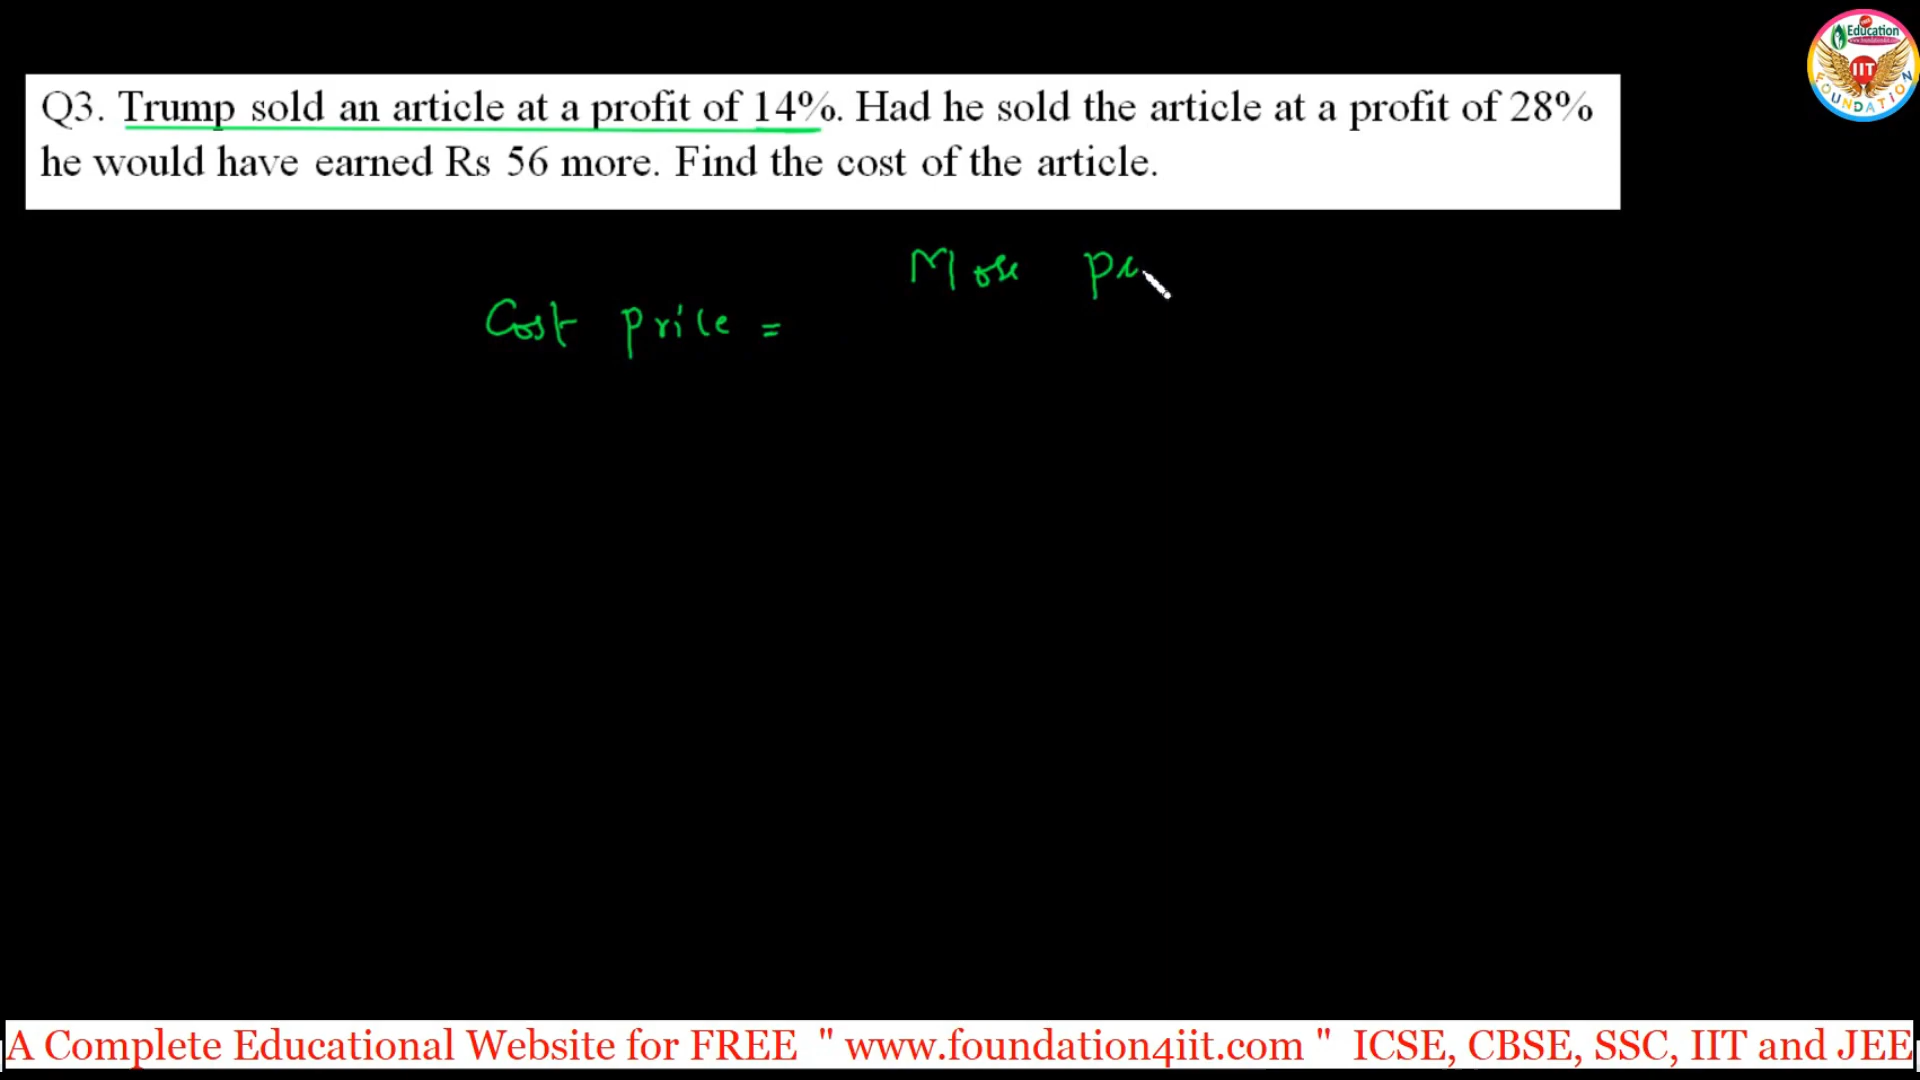 Education
IIT
FOUNDATION
Q3. Trump sold an article at a profit of 14%. Had he sold the article at a profit of 28%
he would have earned Rs 56 more. Find the cost of the article.
More pr
Cost price =
A Complete Educational Website for FREE " www.foundation4iit.com " ICSE, CBSE, SSC, IIT and JEE